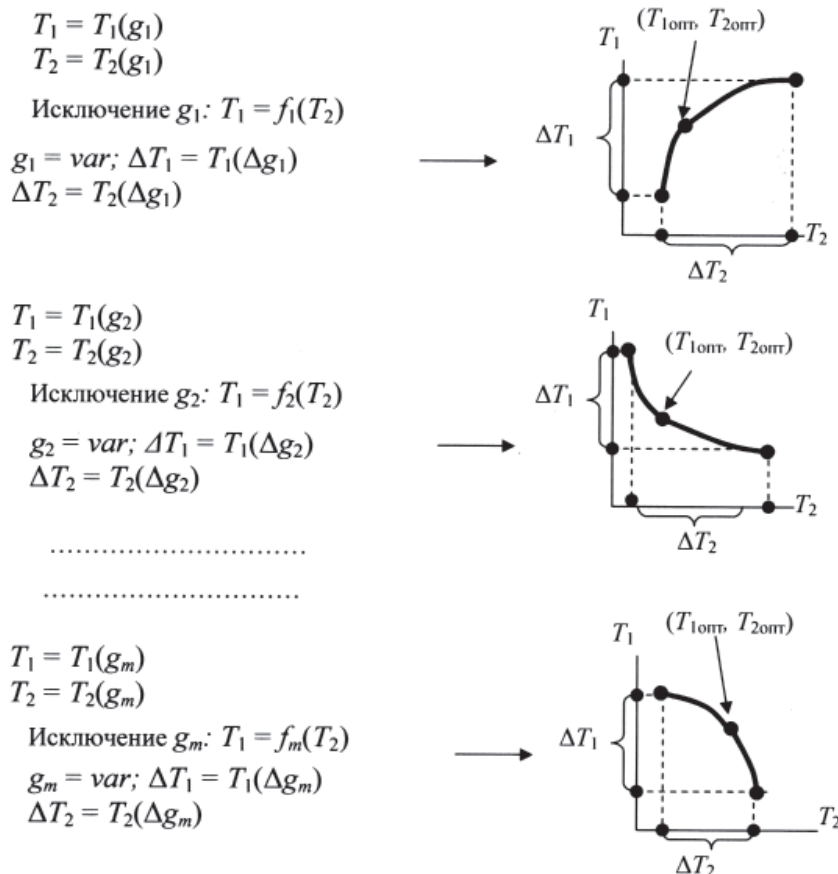 T₁ = T₁(g₁)
T₂ = T₂(g₁)
Исключение g₁: T₁ = f₁(T₂)
g₁ = var; ΔT₁ = T₁(Δg₁)
ΔT₂ = T₂(Δg₁)
(T₁опт, T₂опт)
T₁
ΔT₁
T₂
ΔT₂
T₁ = T₁(g₂)
T₂ = T₂(g₂)
Исключение g₂: T₁ = f₂(T₂)
g₂ = var; ΔT₁ = T₁(Δg₂)
ΔT₂ = T₂(Δg₂)
T₁
(T₁опт, T₂опт)
ΔT₁
T₂
ΔT₂
..............................
..............................
T₁ = T₁(gₘ)
T₂ = T₂(gₘ)
Исключение gₘ: T₁ = fₘ(T₂)
gₘ = var; ΔT₁ = T₁(Δgₘ)
ΔT₂ = T₂(Δgₘ)
(T₁опт, T₂опт)
T₁
ΔT₁
T₂
ΔT₂